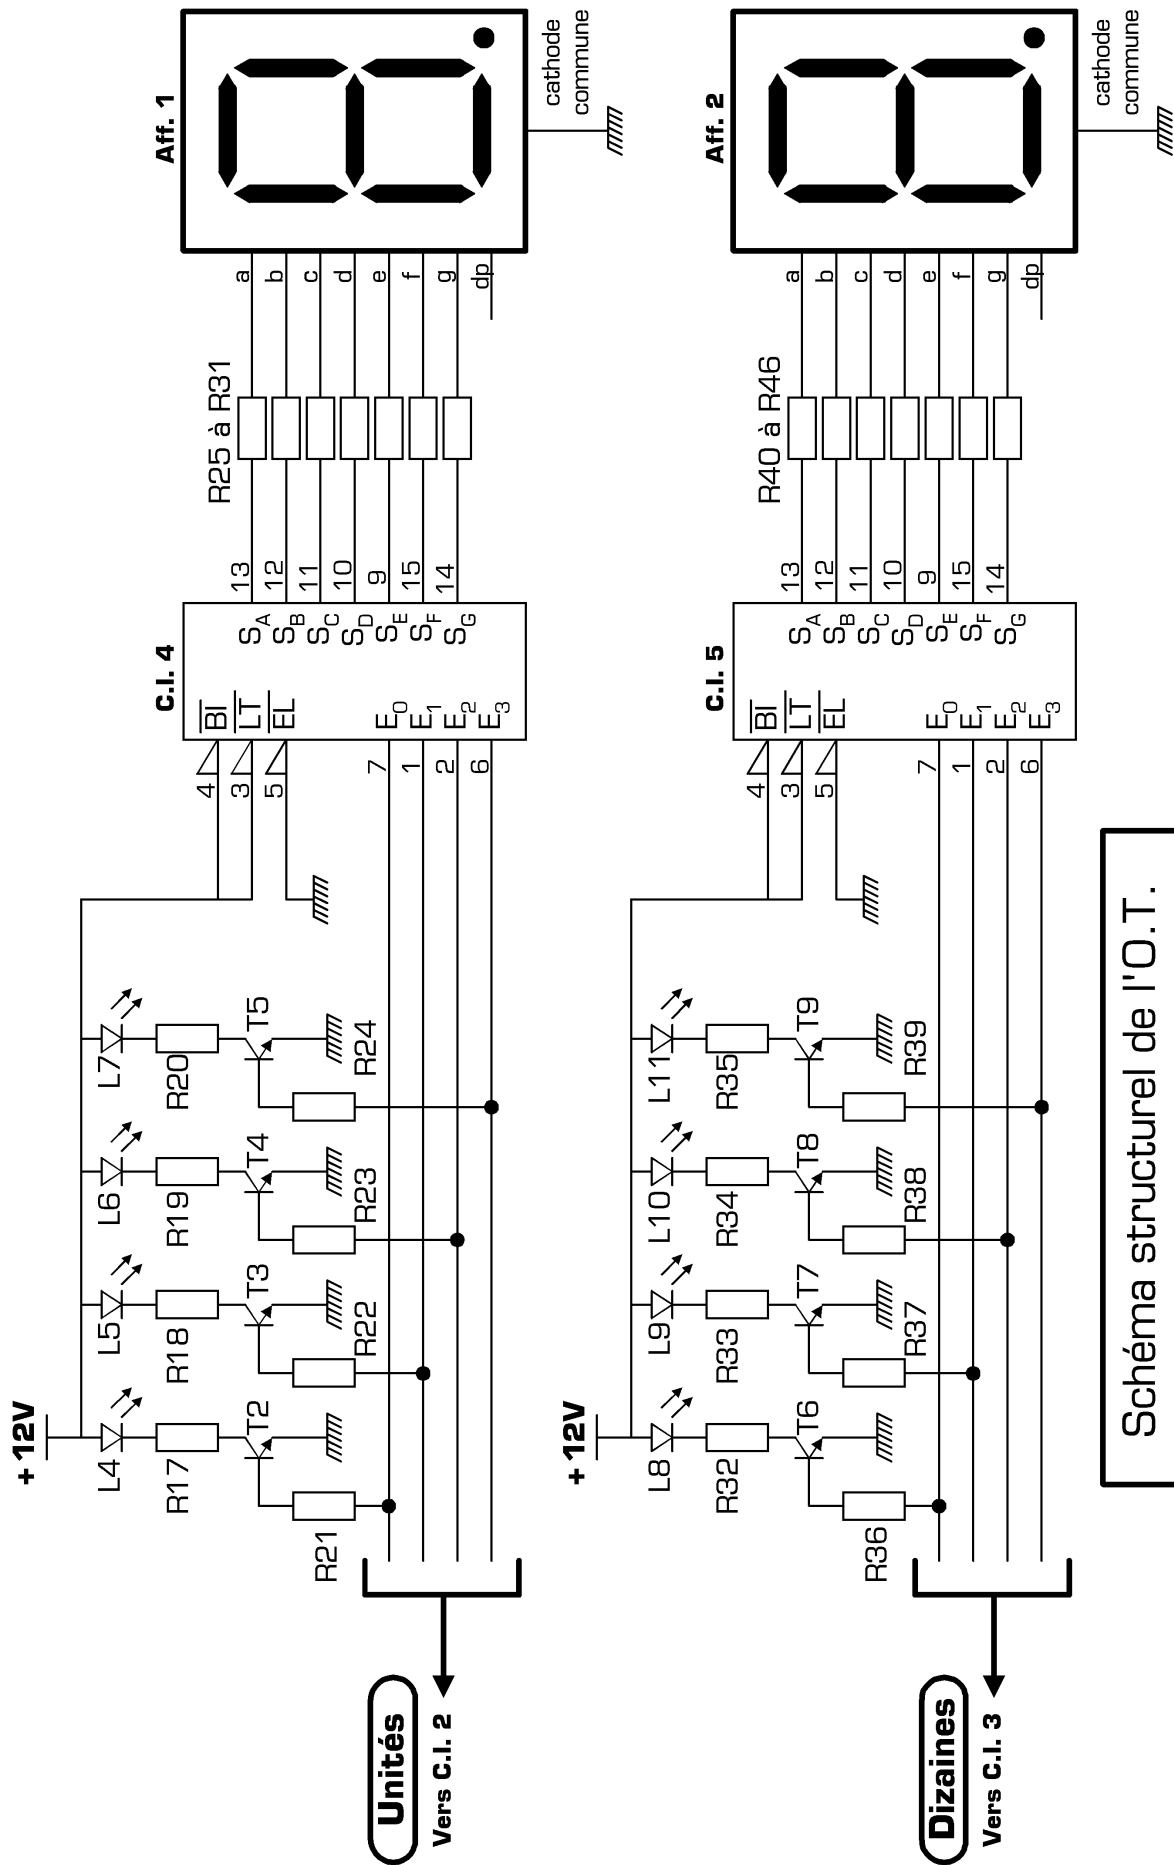 + 12V
L4
L5
L6
L7
R17
R18
R19
R20
T2
T3
T4
T5
R21
R22
R23
R24
Unités
Vers C.I. 2
C.I. 4
4
3
5
7
1
2
6
BI
LT
EL
E0
E1
E2
E3
SA
SB
SC
SD
SE
SF
SG
13
12
11
10
9
15
14
R25 à R31
a
b
c
d
e
f
g
dp
Aff. 1
cathode
commune
+ 12V
L8
L9
L10
L11
R32
R33
R34
R35
T6
T7
T8
T9
R36
R37
R38
R39
Dizaines
Vers C.I. 3
C.I. 5
4
3
5
7
1
2
6
BI
LT
EL
E0
E1
E2
E3
SA
SB
SC
SD
SE
SF
SG
13
12
11
10
9
15
14
R40 à R46
a
b
c
d
e
f
g
dp
Aff. 2
cathode
commune
Schéma structurel de l'O.T.